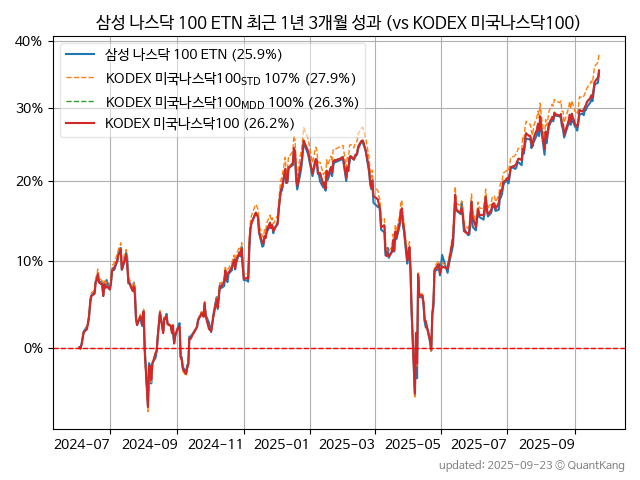 삼성 나스닥 100 ETN 최근 1년 3개월 성과 (vs KODEX 미국나스닥100)
40%
30%
20%
10%
0%
삼성 나스닥 100 ETN (25.9%)
KODEX 미국나스닥100STD 107% (27.9%)
KODEX 미국나스닥100MDD 100% (26.3%)
KODEX 미국나스닥100 (26.2%)
2024-07 2024-09 2024-11 2025-01 2025-03 2025-05 2025-07 2025-09
updated: 2025-09-23 © QuantKang